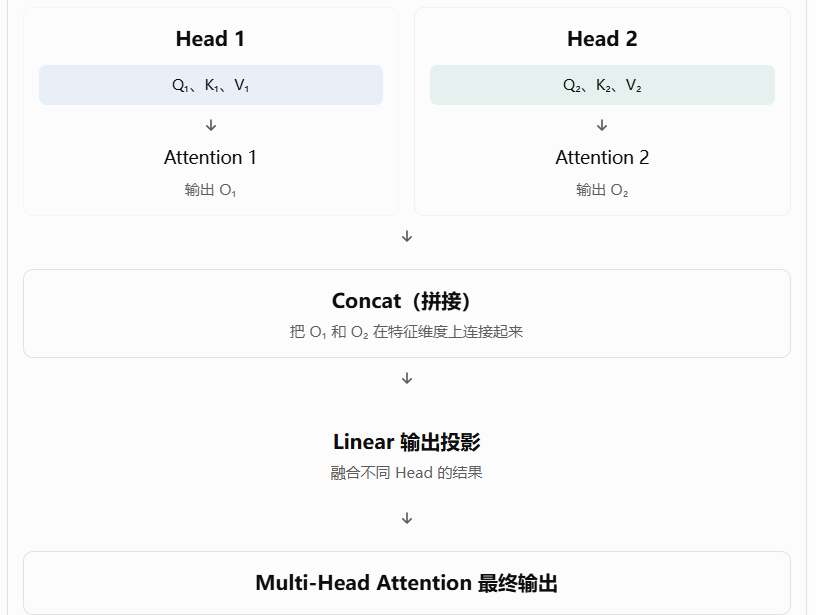 Head 1
Q₁、K₁、V₁
↓
Attention 1
输出 O₁
Head 2
Q₂、K₂、V₂
↓
Attention 2
输出 O₂
↓
Concat（拼接）
把 O₁ 和 O₂ 在特征维度上连接起来
↓
Linear 输出投影
融合不同 Head 的结果
↓
Multi-Head Attention 最终输出